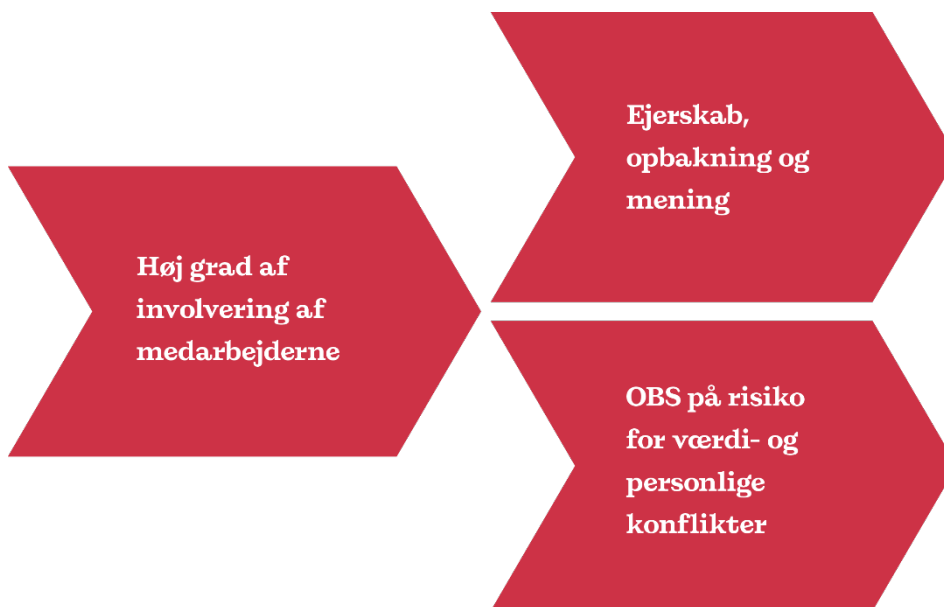 Høj grad af
involvering af
medarbejderne
Ejerskab,
opbakning og
mening
OBS på risiko
for værdi- og
personlige
konflikter